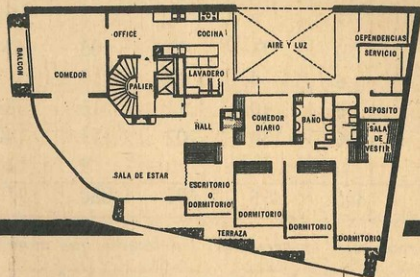 OFFICE
COCINA
DEPENDENCIAS
AIRE Y LUZ
SERVICIO
BALCON
COMEDOR
LAVADERO
PALIER
COMEDOR
DIARIO
BAÑO
DEPOSITO
HALL
SALA
DE
VESTIR
SALA DE ESTAR
ESCRITORIO
O
DORMITORIO
DORMITORIO
DORMITORIO
DORMITORIO
TERRAZA